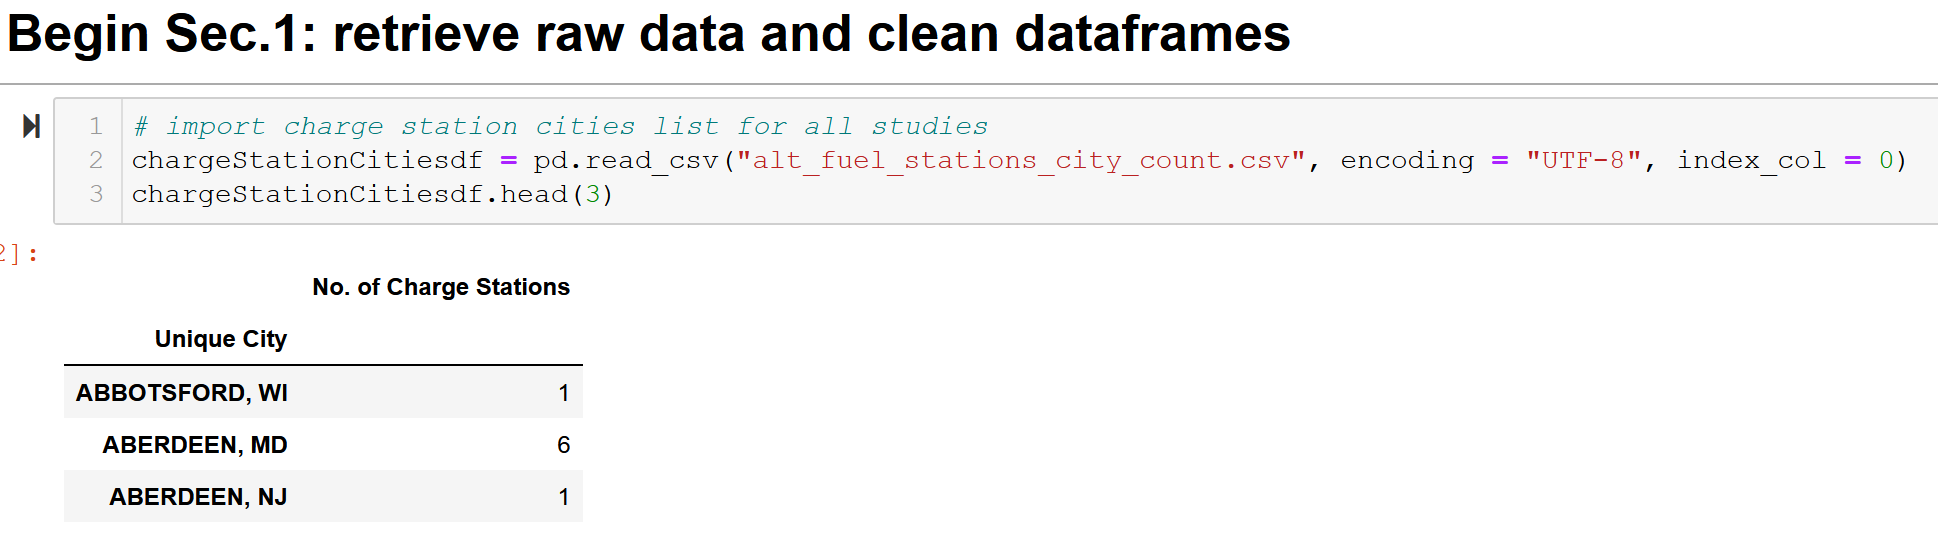 Begin Sec.1: retrieve raw data and clean dataframes
1 # import charge station cities list for all studies
2 chargeStationCitiesdf = pd.read_csv("alt_fuel_stations_city_count.csv", encoding = "UTF-8", index_col = 0)
3 chargeStationCitiesdf.head(3)
2]:
No. of Charge Stations
Unique City
ABBOTSFORD, WI 1
ABERDEEN, MD 6
ABERDEEN, NJ 1